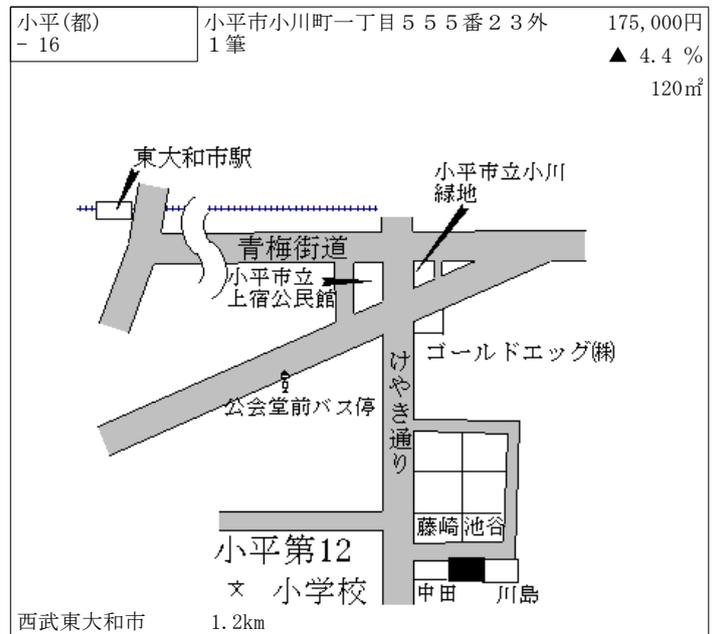 小平(都)
- 16
小平市小川町一丁目５５５番２３外
１筆
175,000円
▲ 4.4 %
120㎡
東大和市駅
小平市立小川
緑地
青梅街道
小平市立
上宿公民館
ゴールドエッグ㈱
けやき通り
公会堂前バス停
藤崎
池谷
小平第12
文 小学校
中田
川島
西武東大和市
1.2km